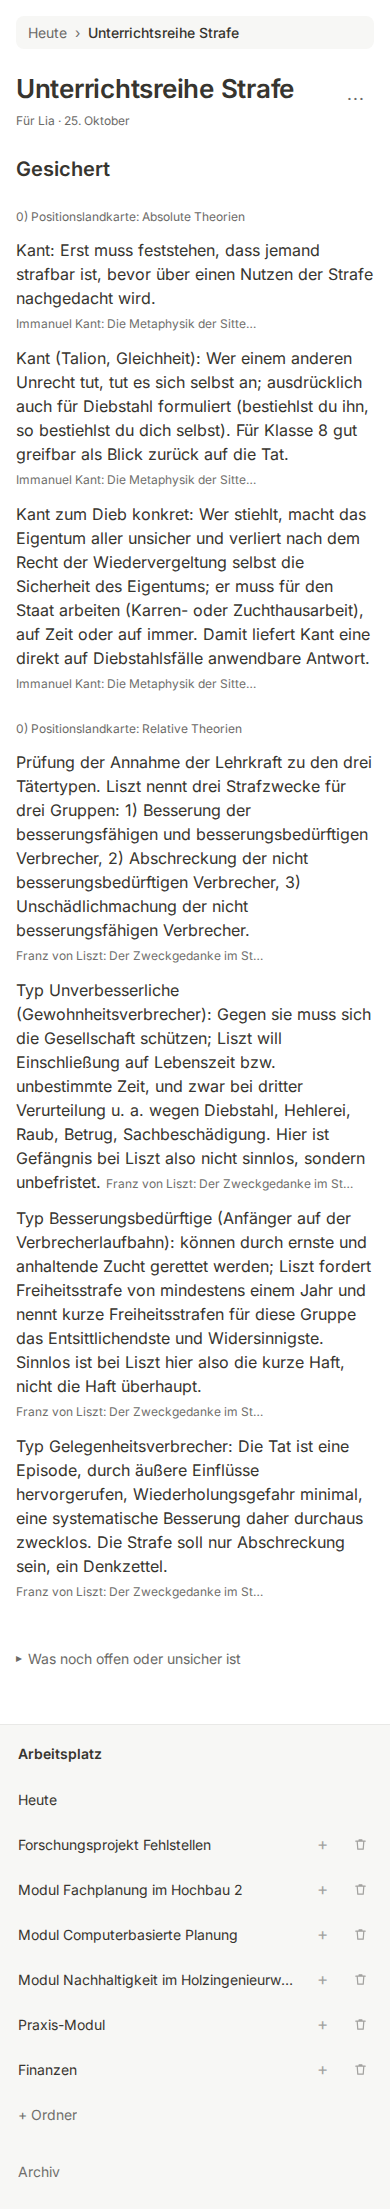 Heute › Unterrichtsreihe Strafe
Unterrichtsreihe Strafe ...
Für Lia · 25. Oktober
Gesichert
0) Positionslandkarte: Absolute Theorien
Kant: Erst muss feststehen, dass jemand
strafbar ist, bevor über einen Nutzen der Strafe
nachgedacht wird.
Immanuel Kant: Die Metaphysik der Sitte...
Kant (Talion, Gleichheit): Wer einem anderen
Unrecht tut, tut es sich selbst an; ausdrücklich
auch für Diebstahl formuliert (bestiehlst du ihn,
so bestiehlst du dich selbst). Für Klasse 8 gut
greifbar als Blick zurück auf die Tat.
Immanuel Kant: Die Metaphysik der Sitte...
Kant zum Dieb konkret: Wer stiehlt, macht das
Eigentum aller unsicher und verliert nach dem
Recht der Wiedervergeltung selbst die
Sicherheit des Eigentums; er muss für den
Staat arbeiten (Karren- oder Zuchthausarbeit),
auf Zeit oder auf immer. Damit liefert Kant eine
direkt auf Diebstahlsfälle anwendbare Antwort.
Immanuel Kant: Die Metaphysik der Sitte...
0) Positionslandkarte: Relative Theorien
Prüfung der Annahme der Lehrkraft zu den drei
Tätertypen. Liszt nennt drei Strafzwecke für
drei Gruppen: 1) Besserung der
besserungsfähigen und besserungsbedürftigen
Verbrecher, 2) Abschreckung der nicht
besserungsbedürftigen Verbrecher, 3)
Unschädlichmachung der nicht
besserungsfähigen Verbrecher.
Franz von Liszt: Der Zweckgedanke im St...
Typ Unverbesserliche
(Gewohnheitsverbrecher): Gegen sie muss sich
die Gesellschaft schützen; Liszt will
Einschließung auf Lebenszeit bzw.
unbestimmte Zeit, und zwar bei dritter
Verurteilung u. a. wegen Diebstahl, Hehlerei,
Raub, Betrug, Sachbeschädigung. Hier ist
Gefängnis bei Liszt also nicht sinnlos, sondern
unbefristet. Franz von Liszt: Der Zweckgedanke im St...
Typ Besserungsbedürftige (Anfänger auf der
Verbrecherlaufbahn): können durch ernste und
anhaltende Zucht gerettet werden; Liszt fordert
Freiheitsstrafe von mindestens einem Jahr und
nennt kurze Freiheitsstrafen für diese Gruppe
das Entsittlichendste und Widersinnigste.
Sinnlos ist bei Liszt hier also die kurze Haft,
nicht die Haft überhaupt.
Franz von Liszt: Der Zweckgedanke im St...
Typ Gelegenheitsverbrecher: Die Tat ist eine
Episode, durch äußere Einflüsse
hervorgerufen, Wiederholungsgefahr minimal,
eine systematische Besserung daher durchaus
zwecklos. Die Strafe soll nur Abschreckung
sein, ein Denkzettel.
Franz von Liszt: Der Zweckgedanke im St...
▸ Was noch offen oder unsicher ist
Arbeitsplatz
Heute
Forschungsprojekt Fehlstellen +
Modul Fachplanung im Hochbau 2 +
Modul Computerbasierte Planung +
Modul Nachhaltigkeit im Holzingenieurw... +
Praxis-Modul +
Finanzen +
+ Ordner
Archiv